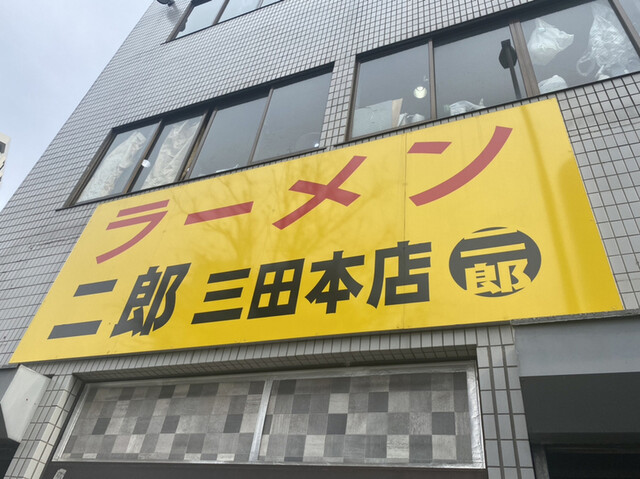 ラーメン
二郎 三田本店 二郎